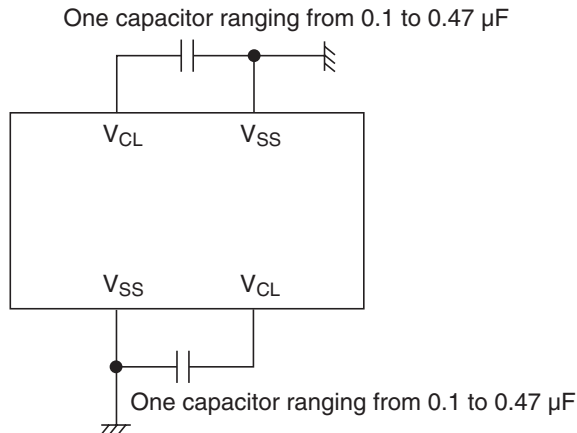 One capacitor ranging from 0.1 to 0.47 µF
VCL VSS
VSS VCL
One capacitor ranging from 0.1 to 0.47 µF